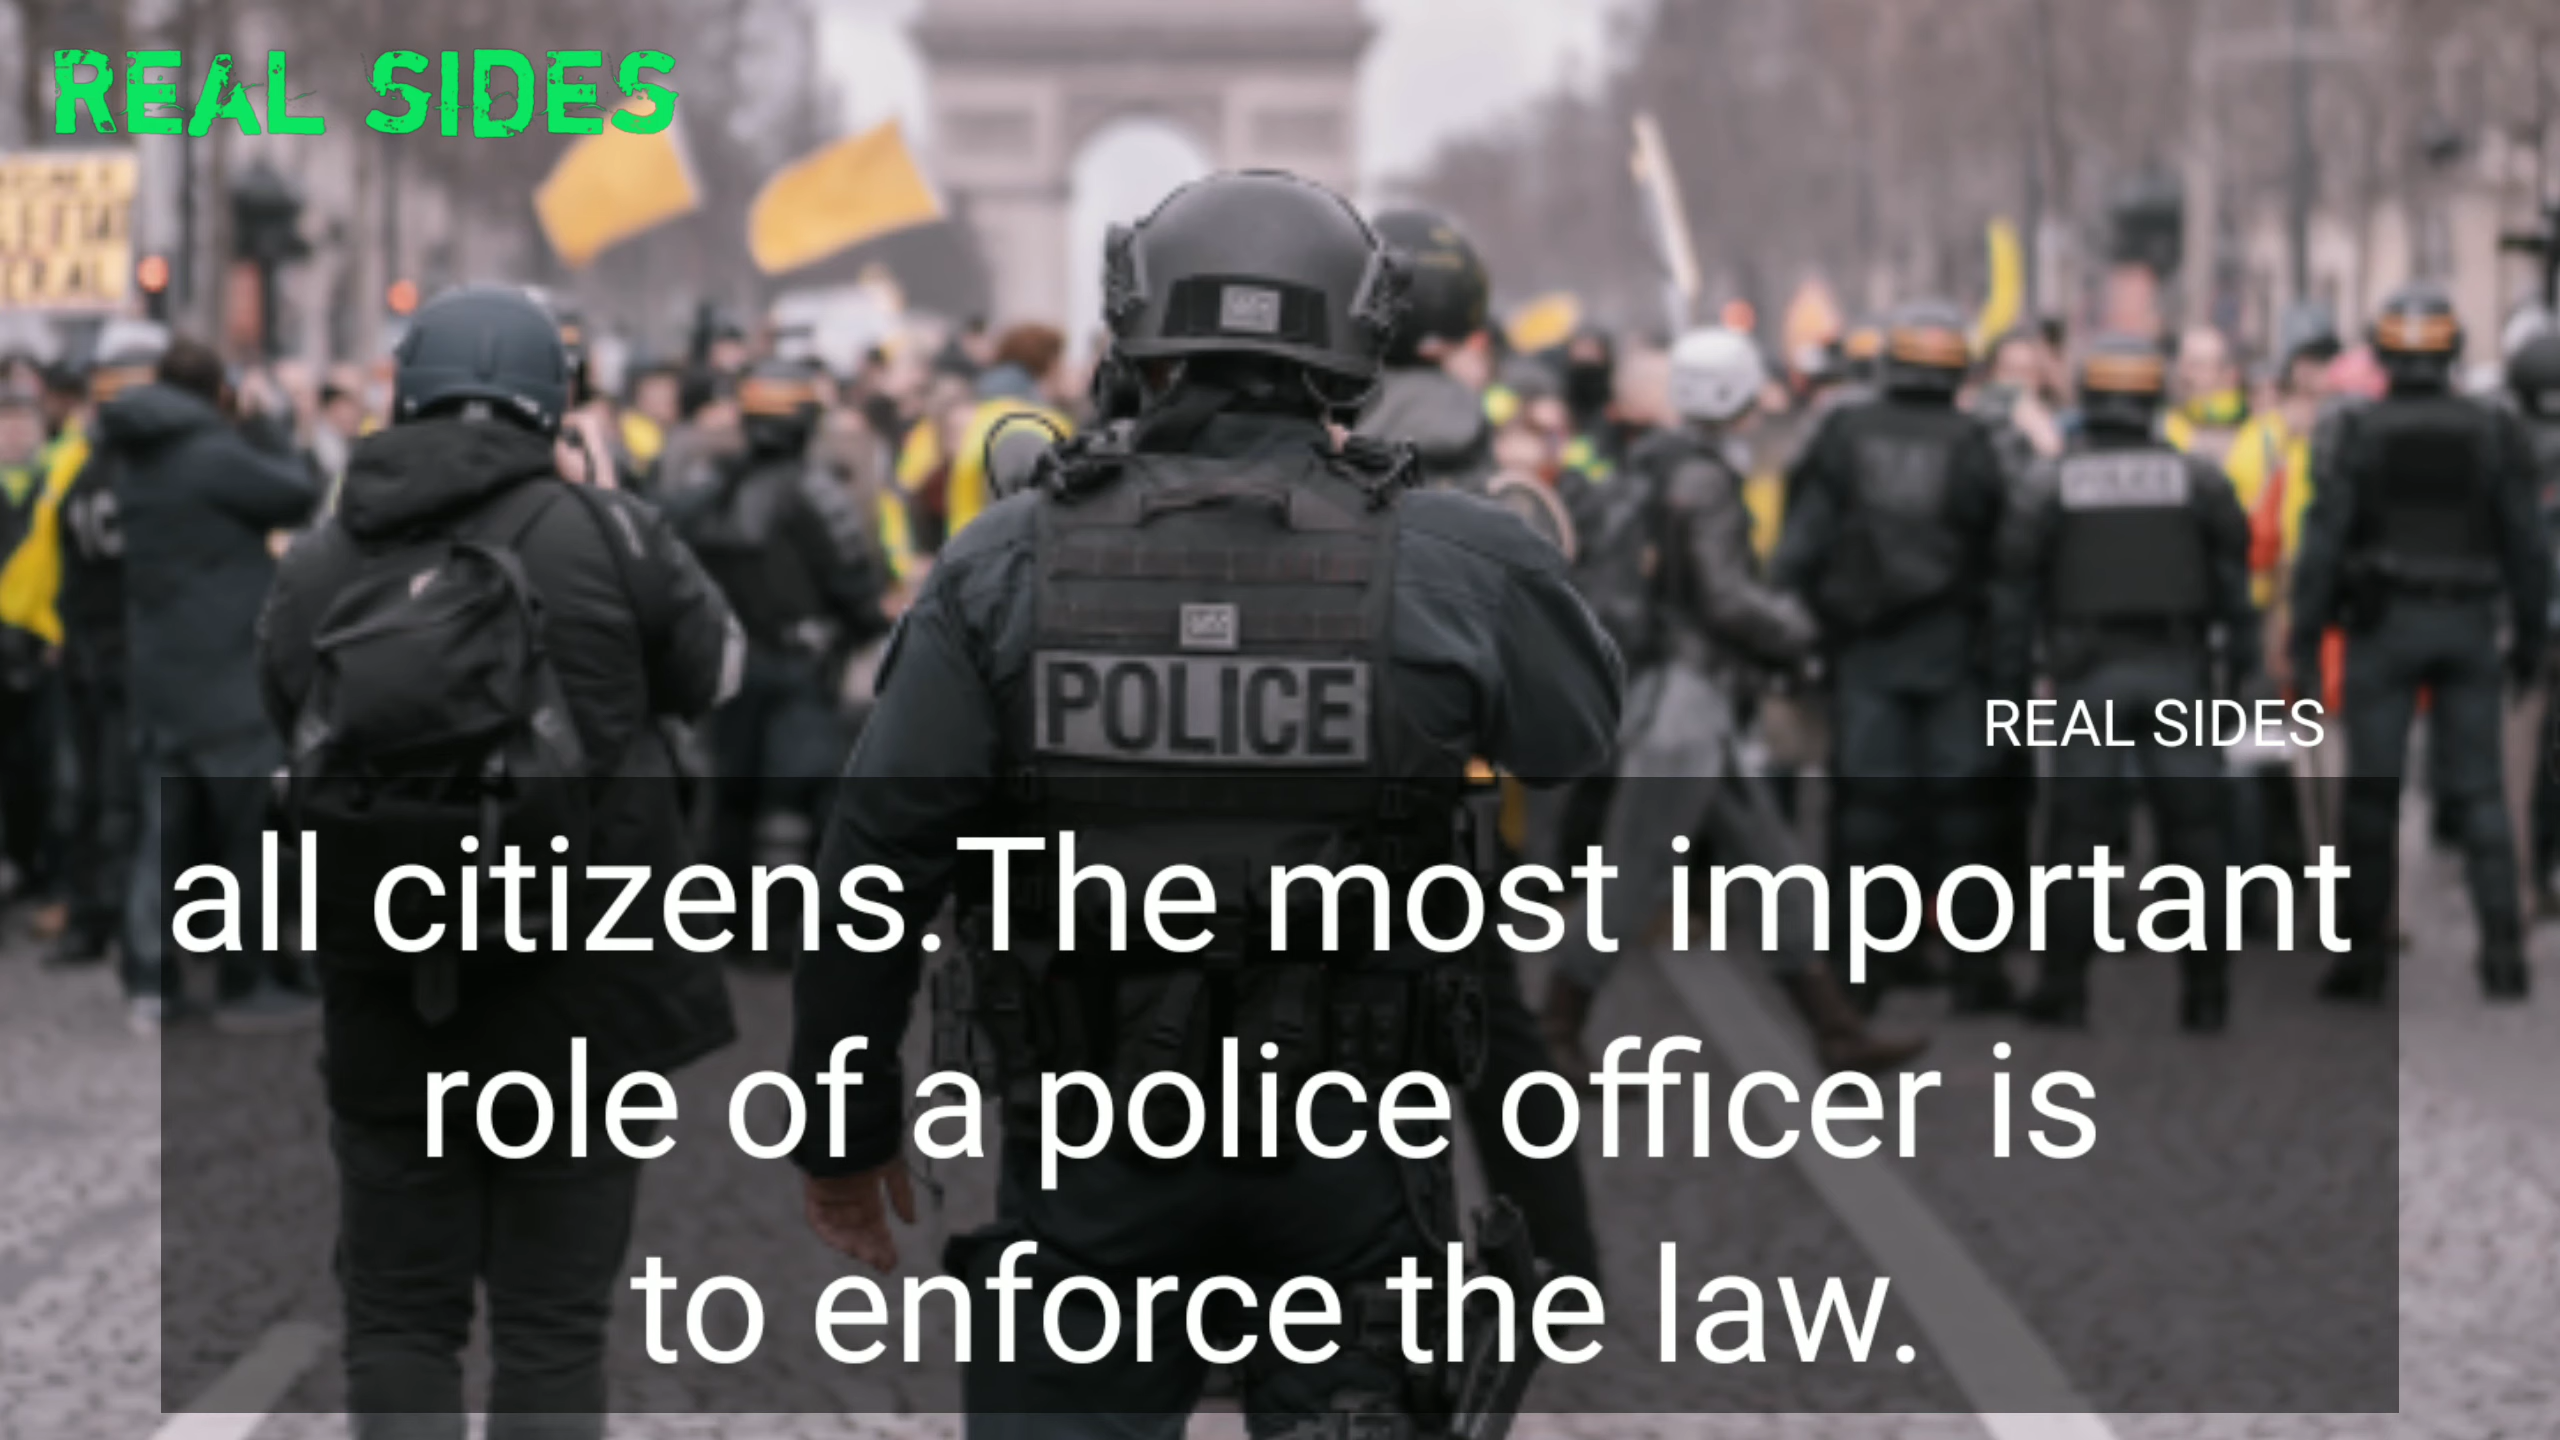 REAL SIDES
POLICE
POLICE
REAL SIDES
all citizens.The most important
role of a police officer is
to enforce the law.